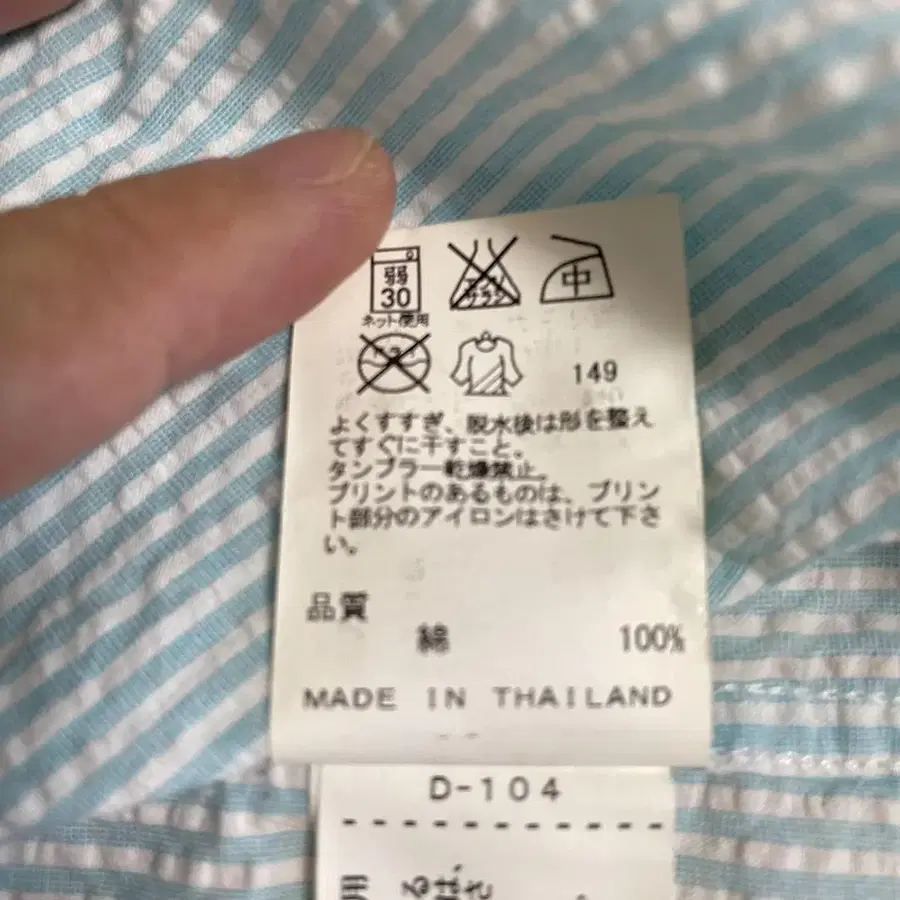 弱
30
中
ネット使用
149
よくすすぎ、脱水後は形を整え
てすぐに干すこと。
タンブラー乾燥禁止。
プリントのあるものは、プリン
ト部分のアイロンはさけて下さ
い。
品質
綿 100%
MADE IN THAILAND
D-104